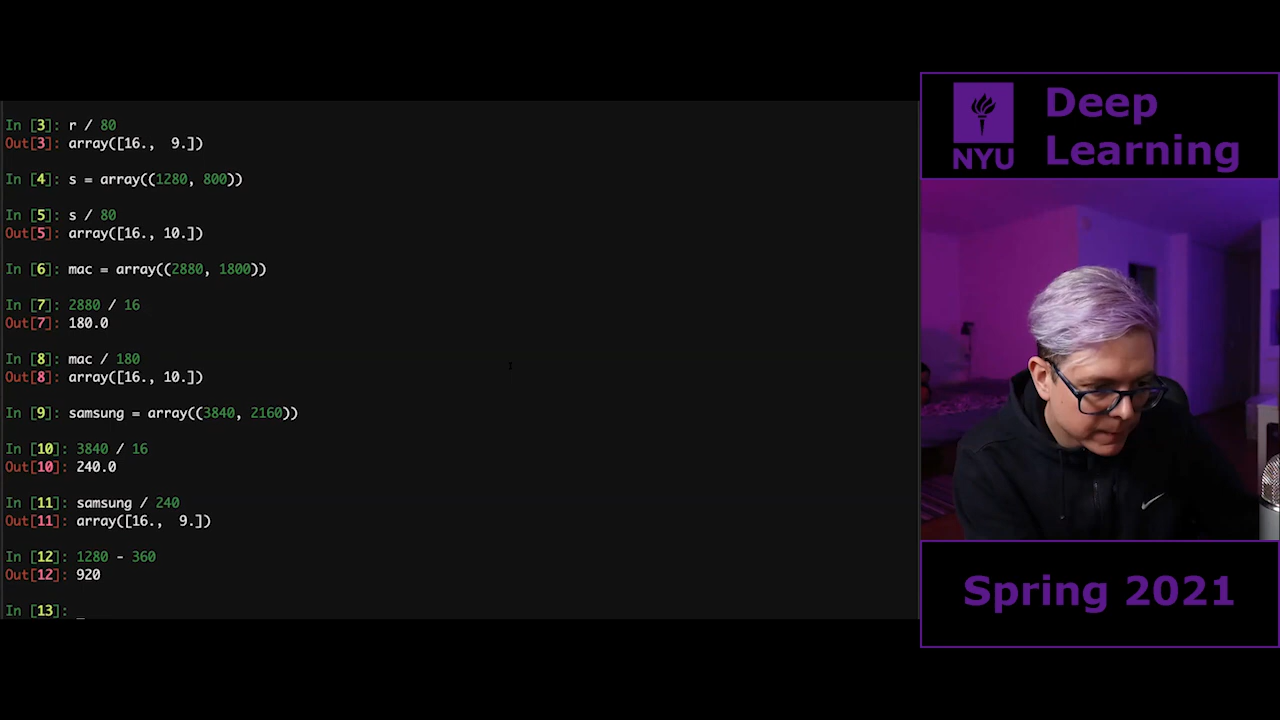 In [3]: r / 80
Out[3]: array([16.,  9.])
In [4]: s = array((1280, 800))
In [5]: s / 80
Out[5]: array([16., 10.])
In [6]: mac = array((2880, 1800))
In [7]: 2880 / 16
Out[7]: 180.0
In [8]: mac / 180
Out[8]: array([16., 10.])
In [9]: samsung = array((3840, 2160))
In [10]: 3840 / 16
Out[10]: 240.0
In [11]: samsung / 240
Out[11]: array([16.,  9.])
In [12]: 1280 - 360
Out[12]: 920
In [13]: _
NYU
Deep
Learning
Spring 2021